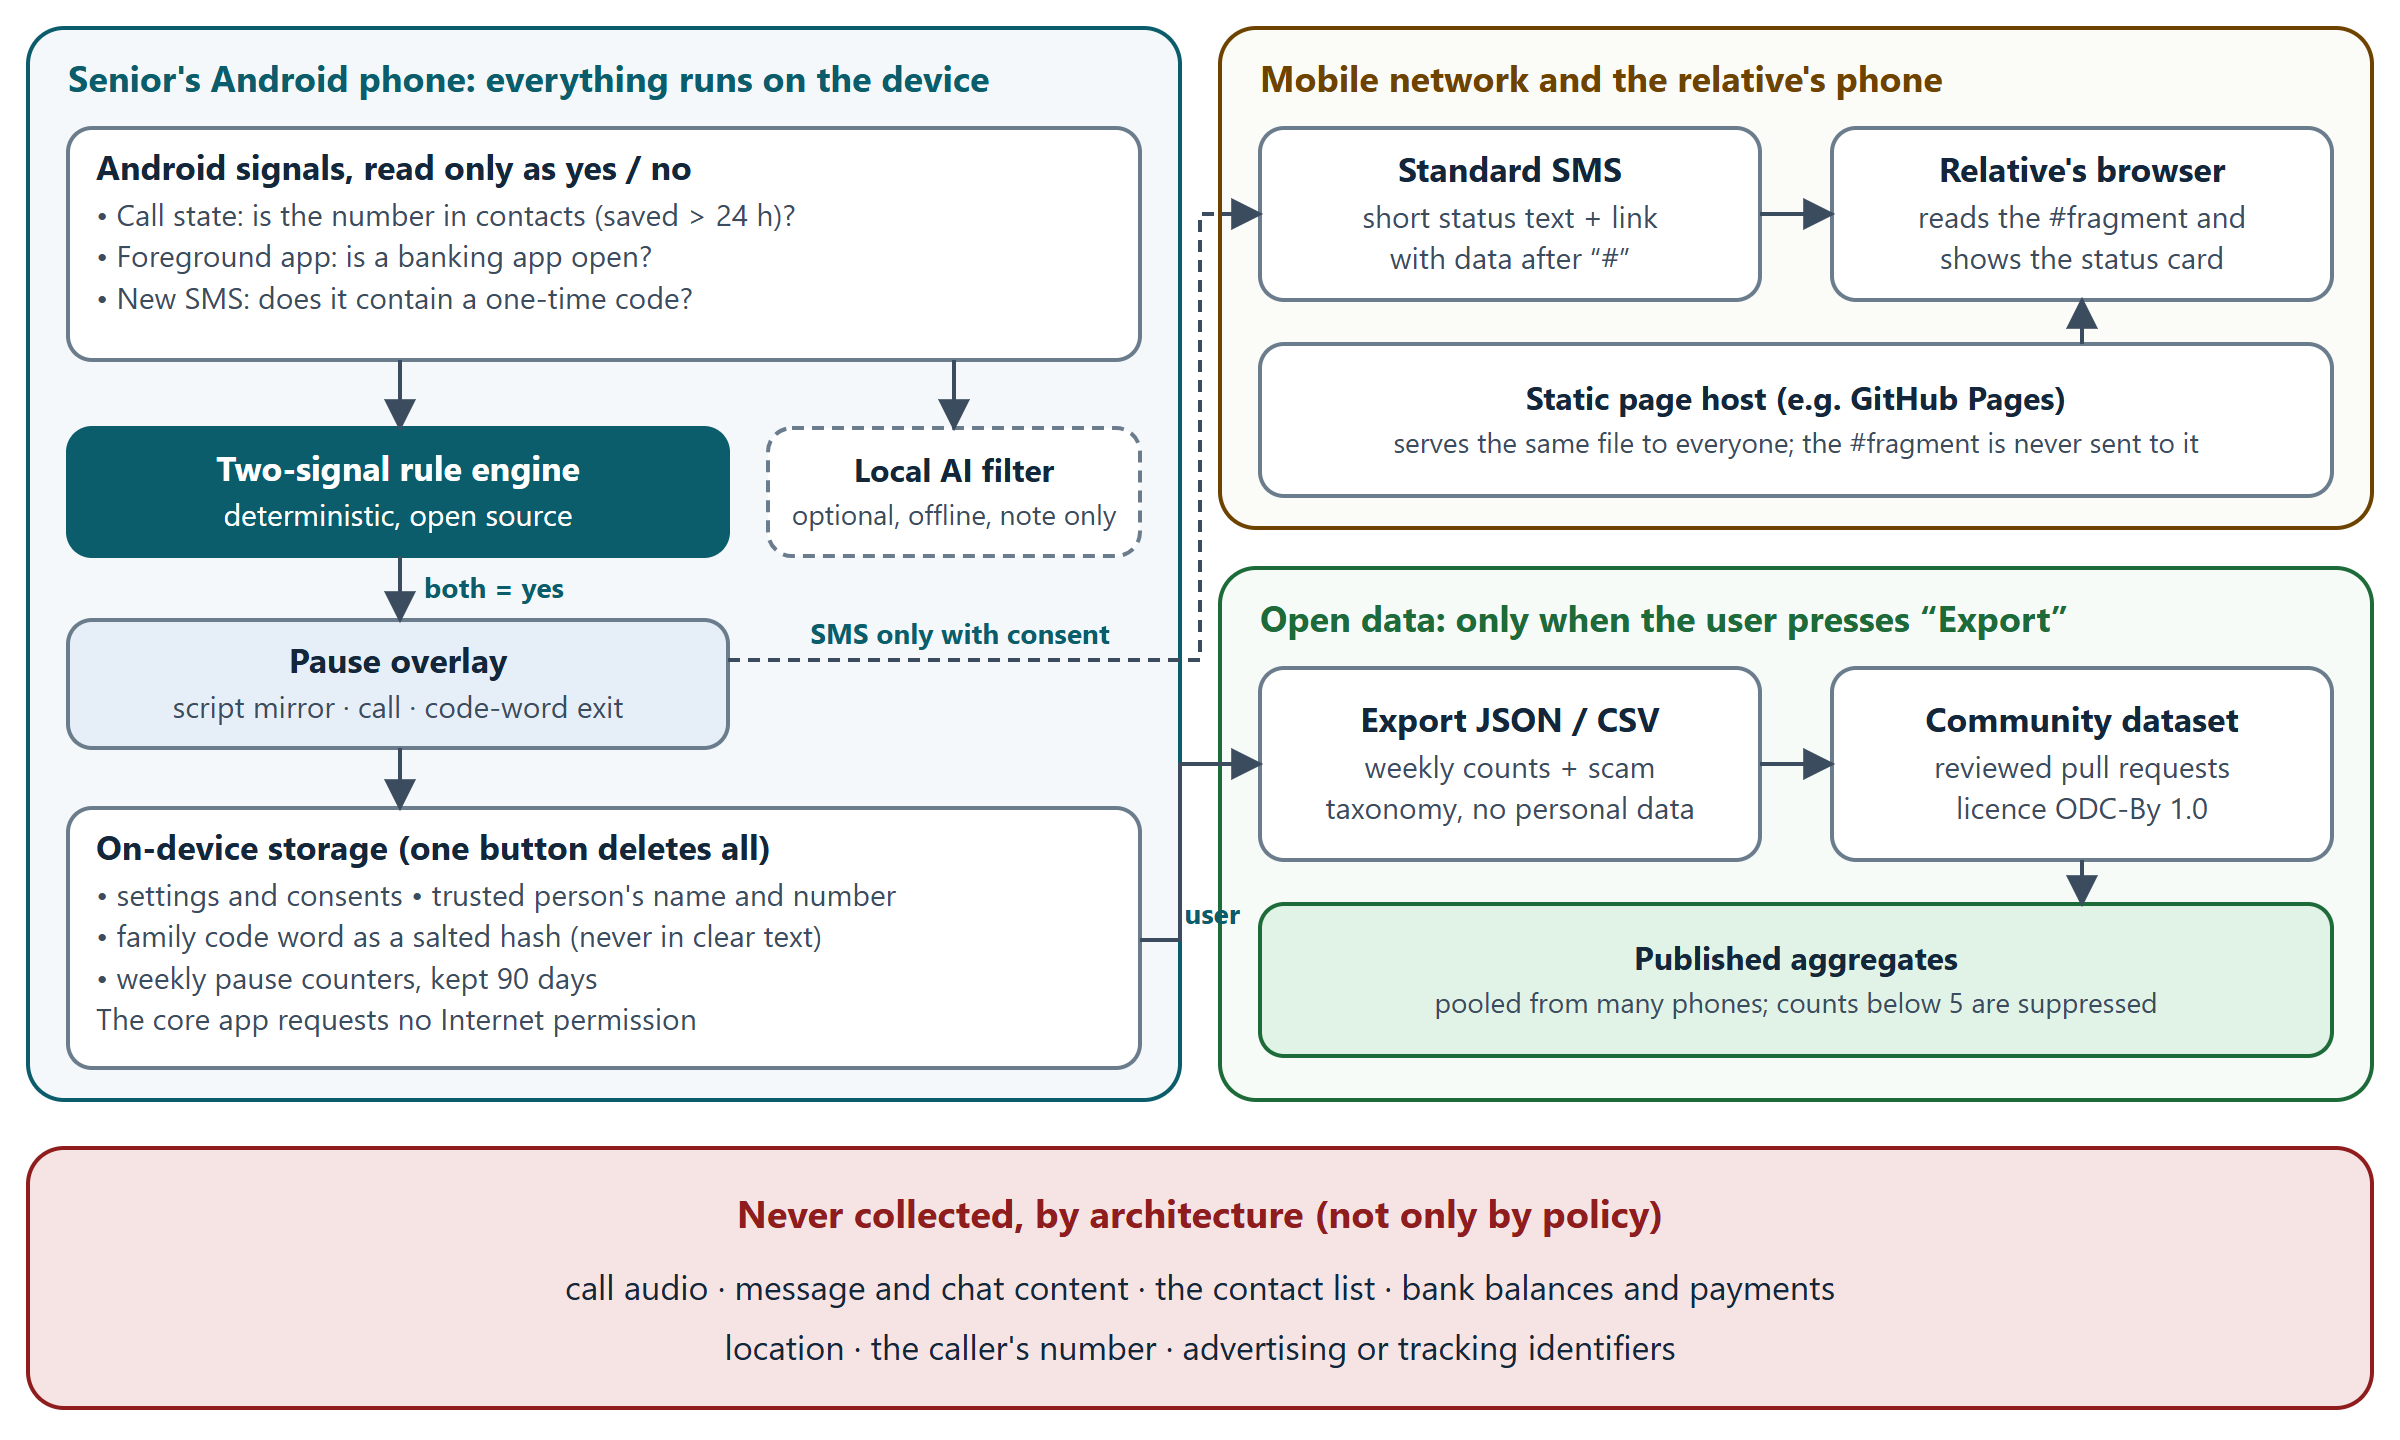 Senior's Android phone: everything runs on the device
Android signals, read only as yes / no
• Call state: is the number in contacts (saved > 24 h)?
• Foreground app: is a banking app open?
• New SMS: does it contain a one-time code?
Two-signal rule engine
deterministic, open source
Local AI filter
optional, offline, note only
both = yes
SMS only with consent
Pause overlay
script mirror · call · code-word exit
On-device storage (one button deletes all)
• settings and consents • trusted person's name and number
• family code word as a salted hash (never in clear text)
• weekly pause counters, kept 90 days
The core app requests no Internet permission
user
Mobile network and the relative's phone
Standard SMS
short status text + link
with data after “#”
Relative's browser
reads the #fragment and
shows the status card
Static page host (e.g. GitHub Pages)
serves the same file to everyone; the #fragment is never sent to it
Open data: only when the user presses “Export”
Export JSON / CSV
weekly counts + scam
taxonomy, no personal data
Community dataset
reviewed pull requests
licence ODC-By 1.0
Published aggregates
pooled from many phones; counts below 5 are suppressed
Never collected, by architecture (not only by policy)
call audio · message and chat content · the contact list · bank balances and payments
location · the caller's number · advertising or tracking identifiers